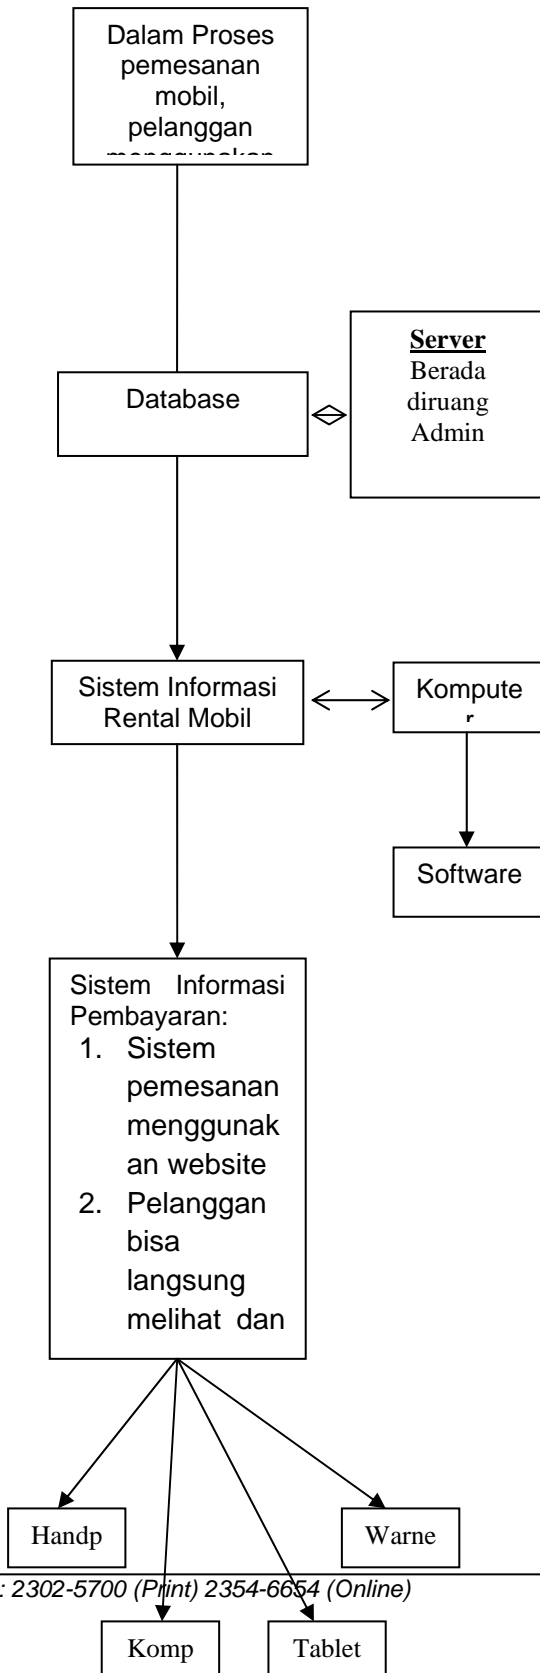 Dalam Proses
pemesanan
mobil,
pelanggan
menggunakan
Server
Berada
diruang
Admin
Database
Sistem Informasi
Rental Mobil
Kompute
r
Software
Sistem Informasi
Pembayaran:
1. Sistem
pemesanan
menggunak
an website
2. Pelanggan
bisa
langsung
melihat dan
Handp
Warne
: 2302-5700 (Print) 2354-6654 (Online)
Komp
Tablet